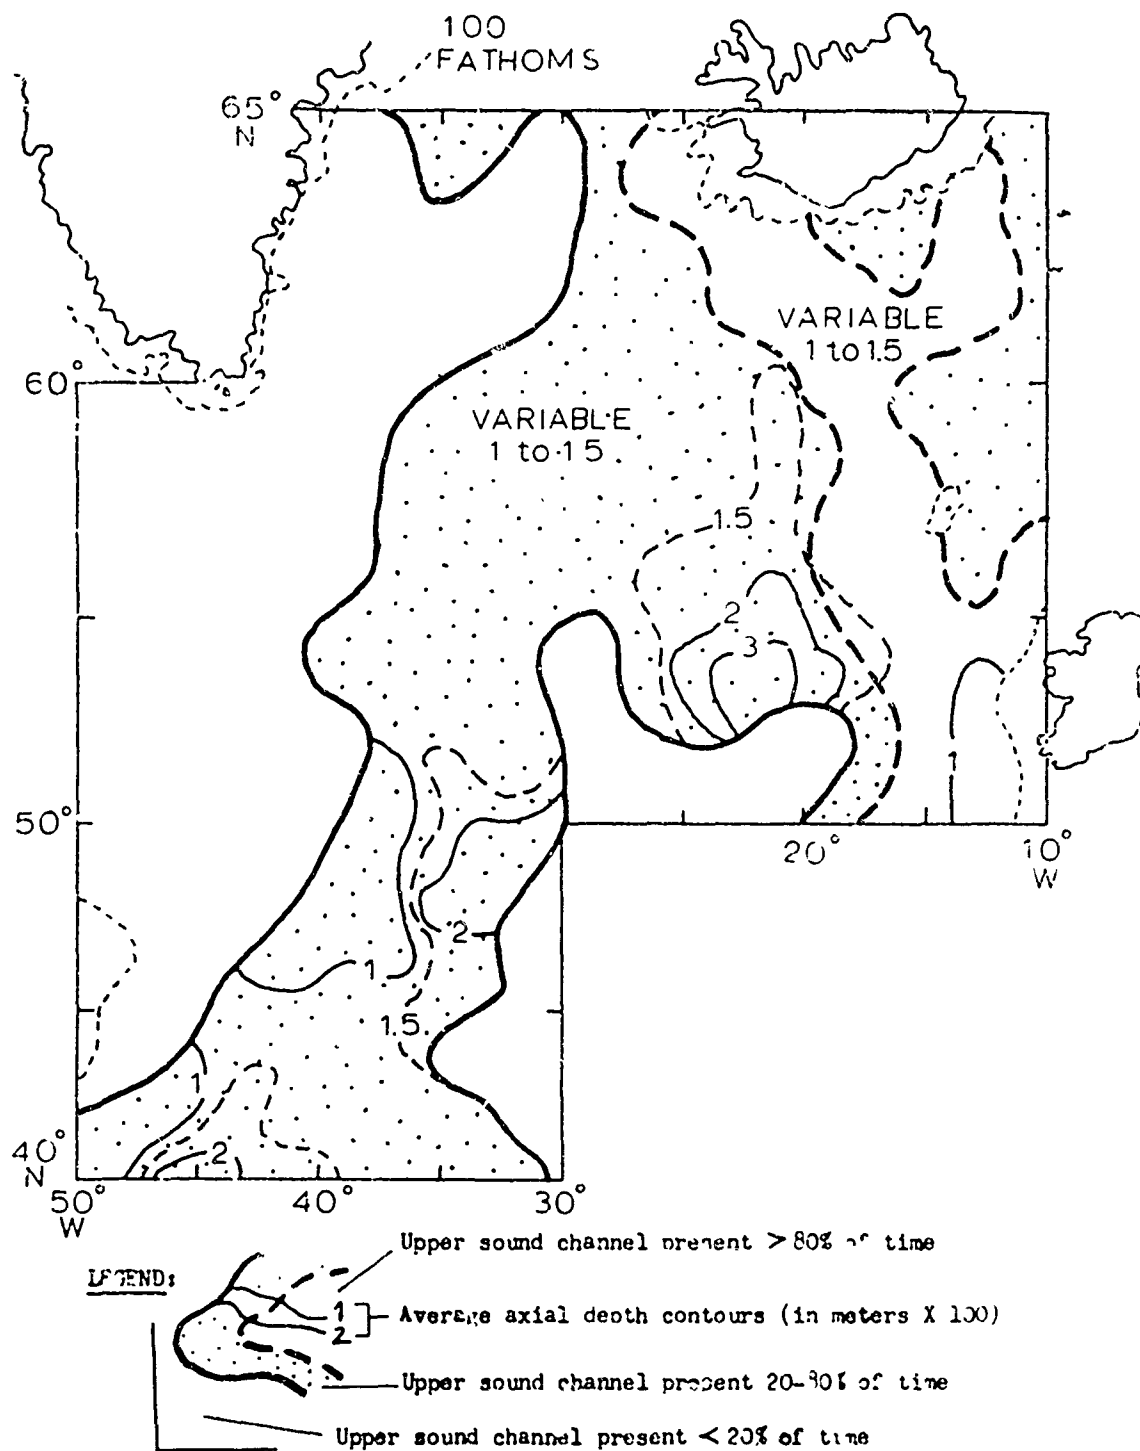 100
FATHOMS
65°
N
VARIABLE
1 to 1.5
60°
VARIABLE
1 to 1.5
1.5
2
3
1
50°
20°
10°
W
2
1
1.5
1
2
40°
N
50°
W
40°
30°
LEGEND:
Upper sound channel present > 80% of time
1
2
Average axial depth contours (in meters X 100)
Upper sound channel present 20-80% of time
Upper sound channel present < 20% of time